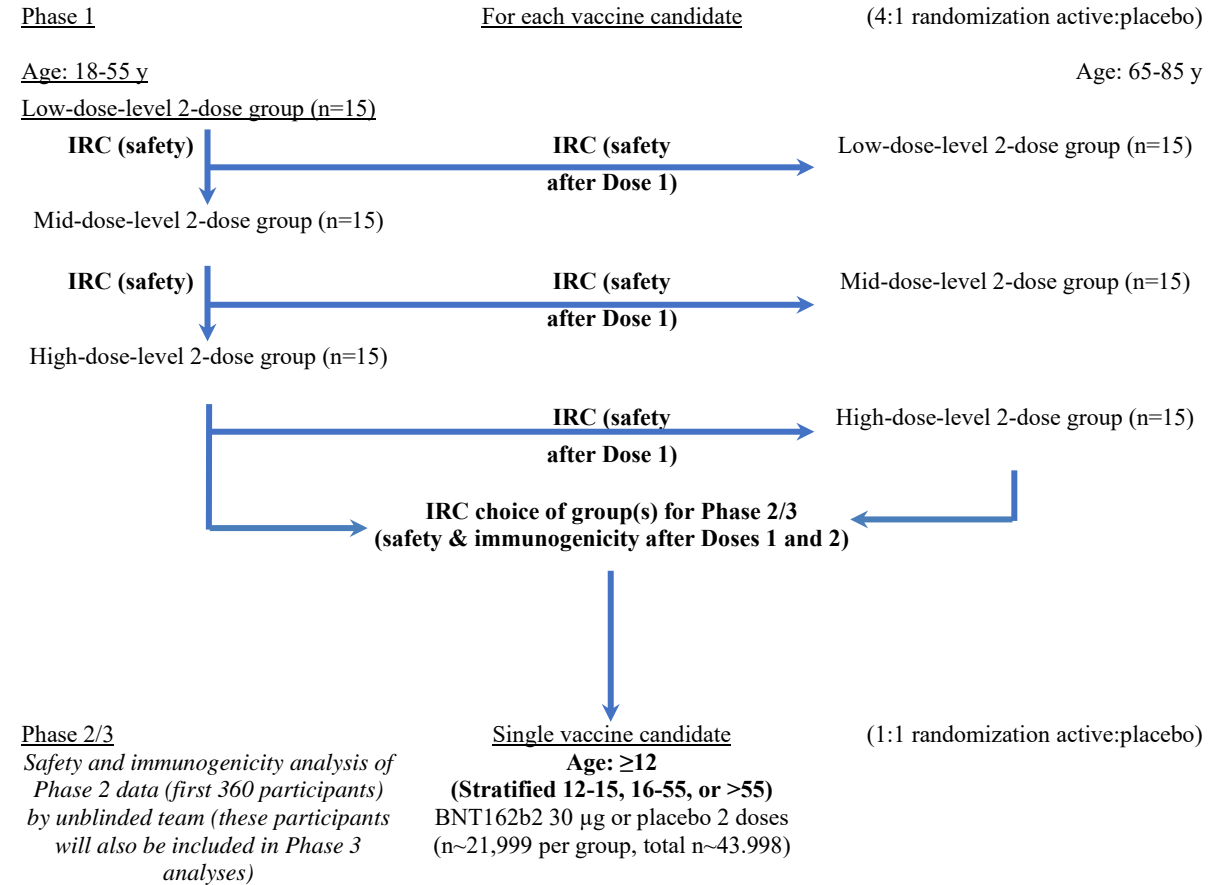 Phase 1 For each vaccine candidate (4:1 randomization active:placebo)
Age: 18-55 y Age: 65-85 y
Low-dose-level 2-dose group (n=15)
IRC (safety) IRC (safety Low-dose-level 2-dose group (n=15)
after Dose 1)
Mid-dose-level 2-dose group (n=15)
IRC (safety) IRC (safety Mid-dose-level 2-dose group (n=15)
after Dose 1)
High-dose-level 2-dose group (n=15)
IRC (safety High-dose-level 2-dose group (n=15)
after Dose 1)
IRC choice of group(s) for Phase 2/3
(safety & immunogenicity after Doses 1 and 2)
Phase 2/3 Single vaccine candidate (1:1 randomization active:placebo)
Safety and immunogenicity analysis of
Phase 2 data (first 360 participants)
by unblinded team (these participants
will also be included in Phase 3
analyses)
Age: ≥12
(Stratified 12-15, 16-55, or >55)
BNT162b2 30 µg or placebo 2 doses
(n~21,999 per group, total n~43.998)